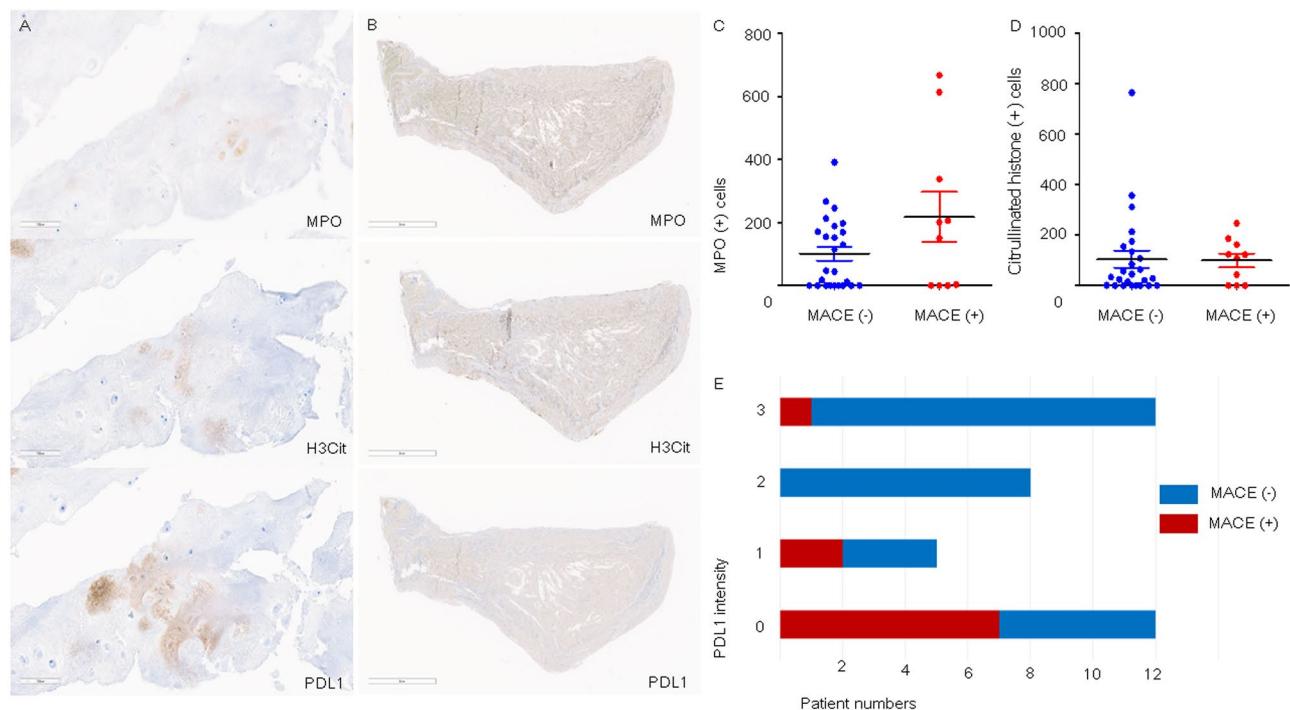 A
MPO
H3Cit
PDL1
B
MPO
H3Cit
PDL1
C
MPO (+) cells
800
600
400
200
0
MACE (-)
MACE (+)
D
Citrullinated histone (+) cells
1000
800
600
400
200
0
MACE (-)
MACE (+)
E
PDL1 intensity
3
2
1
0
2
4
6
8
10
12
Patient numbers
MACE (-)
MACE (+)